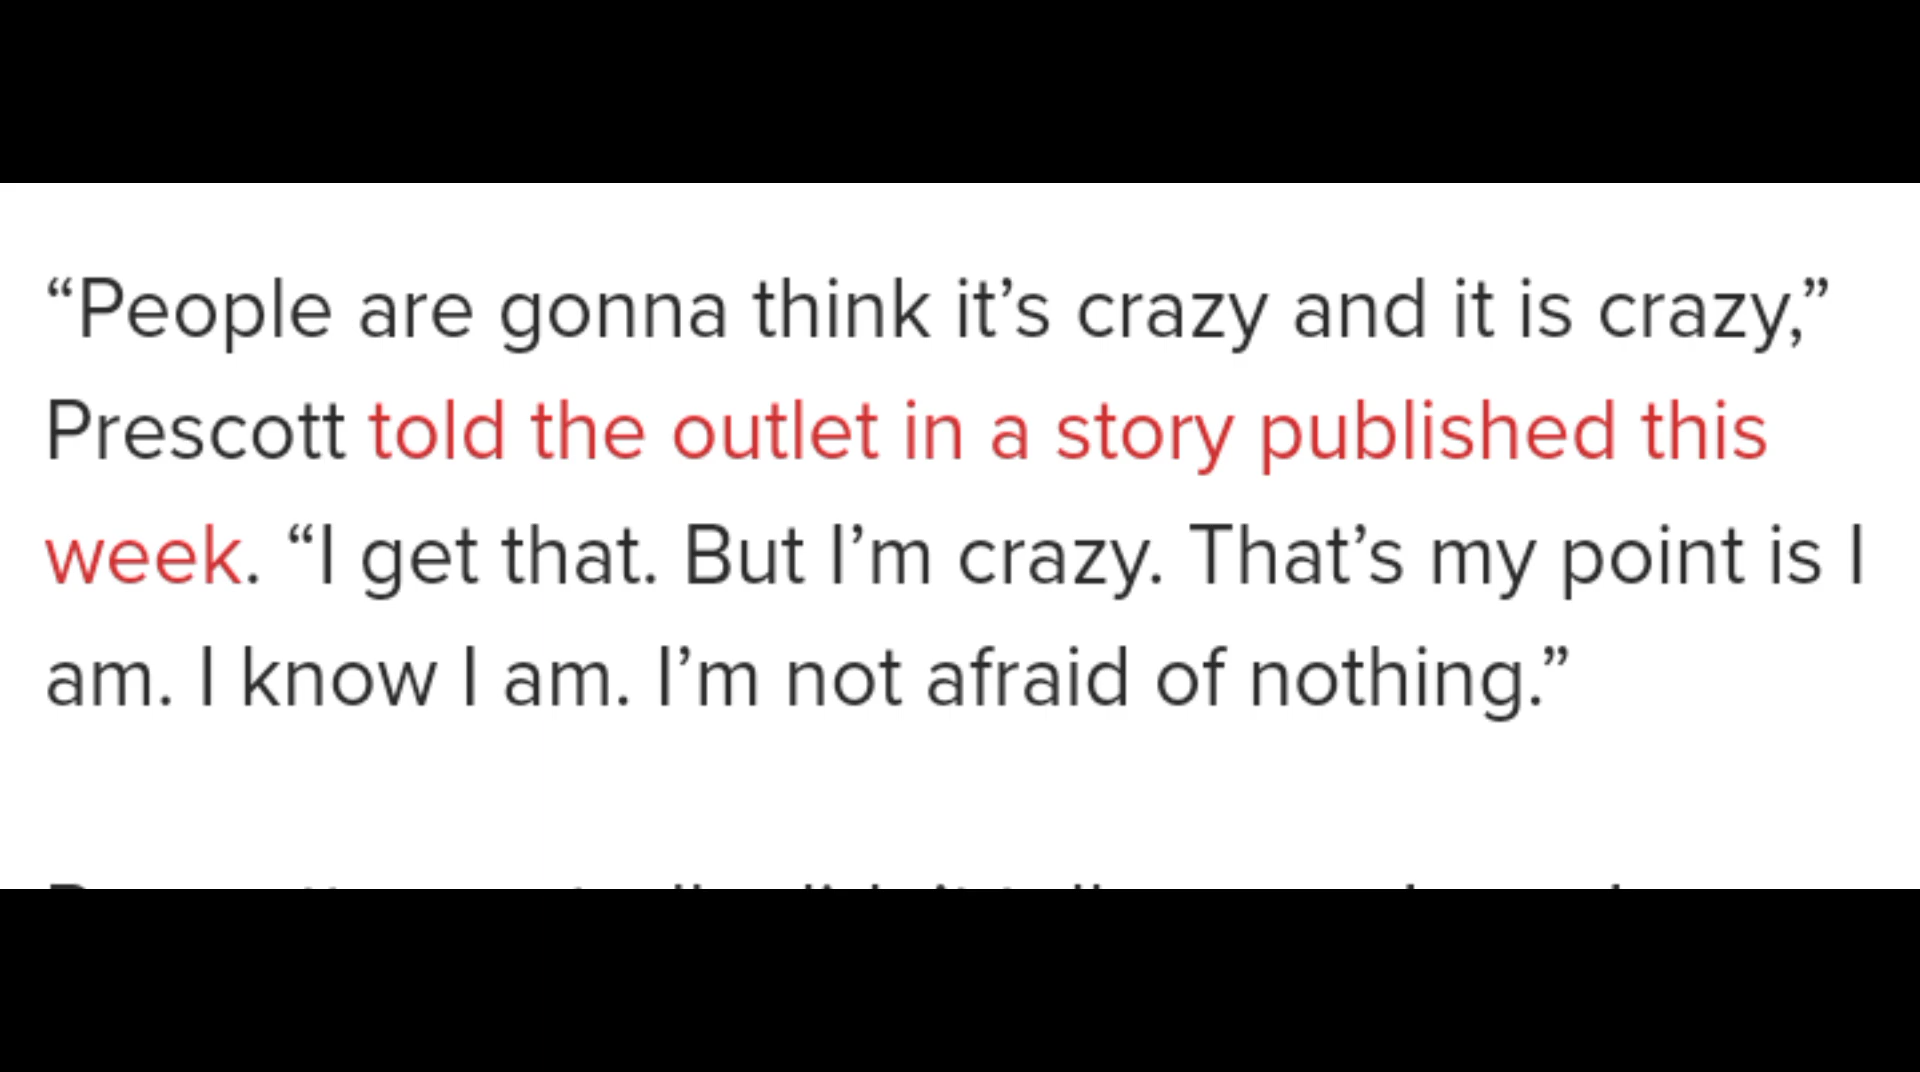 “People are gonna think it’s crazy and it is crazy,”
Prescott told the outlet in a story published this
week. “I get that. But I’m crazy. That’s my point is I
am. I know I am. I’m not afraid of nothing.”